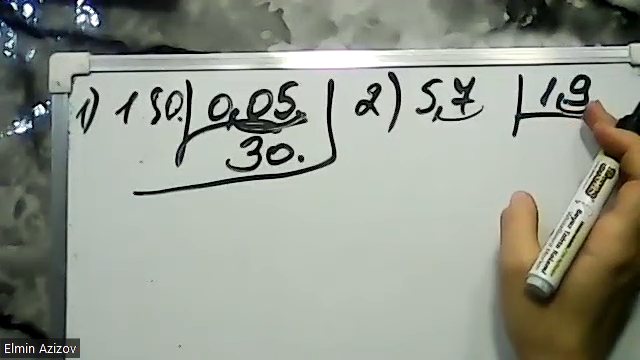 1) 150. 0,05. 2) 5,7 1,9
30.
Elmin Azizov